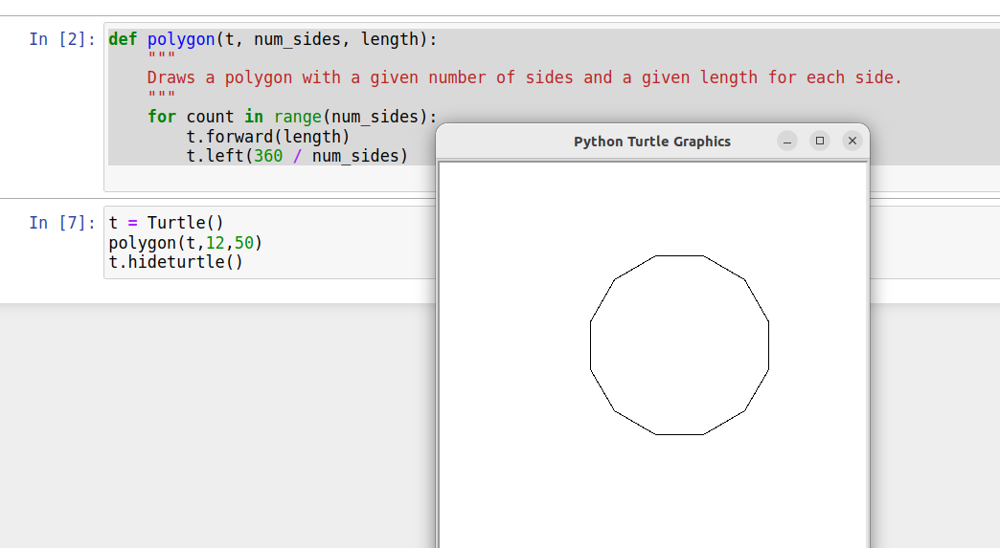 In [2]: def polygon(t, num_sides, length):
"""
Draws a polygon with a given number of sides and a given length for each side.
"""
for count in range(num_sides):
t.forward(length)
t.left(360 / num_sides)
Python Turtle Graphics
In [7]: t = Turtle()
polygon(t,12,50)
t.hideturtle()